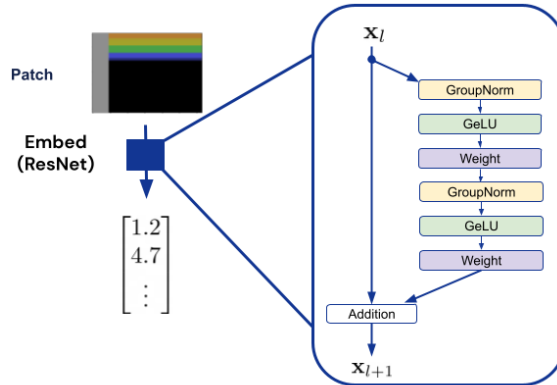 Patch
Embed
(ResNet)
[1.2
4.7
⋮]
x_l
GroupNorm
GeLU
Weight
GroupNorm
GeLU
Weight
Addition
x_{l+1}